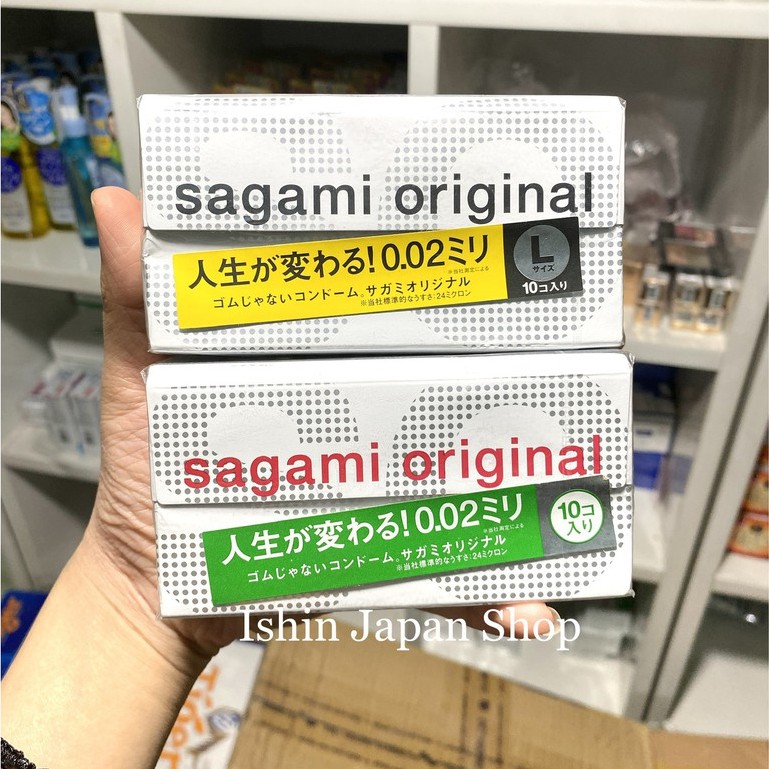 sagami original
人生が変わる!0.02ミリ
※当社測定による
ゴムじゃないコンドーム。サガミオリジナル
※当社標準的なうすさ:24ミクロン
L
サイズ
10コ入り
sagami original
人生が変わる!0.02ミリ
※当社測定による
ゴムじゃないコンドーム。サガミオリジナル
※当社標準的なうすさ:24ミクロン
10コ
入り
Ishin Japan Shop